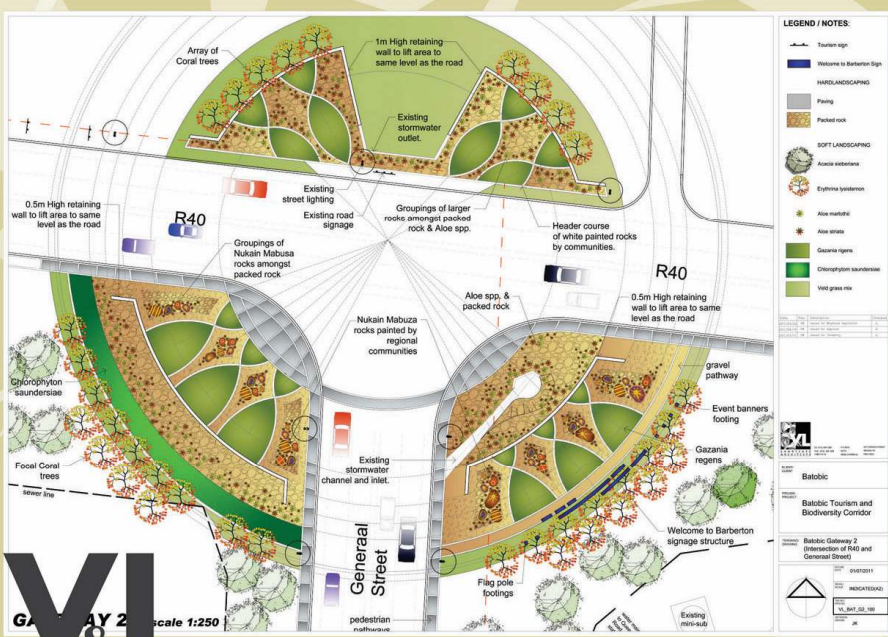 Array of
Coral trees
1m High retaining
wall to lift area to
same level as the road
Existing
stormwater
outlet.
Existing
street lighting
Existing road
signage
Groupings of larger
rocks amongst packed
rock & Aloe spp.
Header course
of white painted rocks
by communities.
0.5m High retaining
wall to lift area to same
level as the road
R40
Groupings of
Nukain Mabusa
rocks amongst
packed rock
R40
Aloe spp. &
packed rock
0.5m High retaining
wall to lift area to same
level as the road
Nukain Mabuza
rocks painted by
regional
communities
gravel
pathway
Chlorophyton
saundersiae
Event banners
footing
Gazania
regens
Focal Coral
trees
sewer line
Existing
stormwater
channel and inlet.
Welcome to Barberton
signage structure
Generaal
Street
Flag pole
footings
pedestrian
Existing
mini-sub
scale 1:250
LEGEND / NOTES:
Tourism sign
Welcome to Barberton Sign
HARDLANDSCAPING
Paving
Packed rock
SOFT LANDSCAPING
Acacia sieberiana
Erythrina lysistemon
Aloe marlothii
Aloe striata
Gazania rigens
Chlorophytom saundersiae
Veld grass mix
Batobic
Batobic Tourism and
Biodiversity Corridor
Batobic Gateway 2
(Intersection of R40 and
Generaal Street)
01/07/2011
INDICATED(A2)
VL_BAT_G2_100
JK